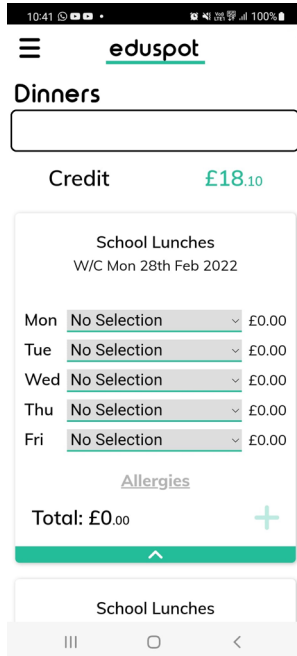 10:41 100%
eduspot
Dinners
Credit £18.10
School Lunches
W/C Mon 28th Feb 2022
Mon No Selection £0.00
Tue No Selection £0.00
Wed No Selection £0.00
Thu No Selection £0.00
Fri No Selection £0.00
Allergies
Total: £0.00 +
School Lunches